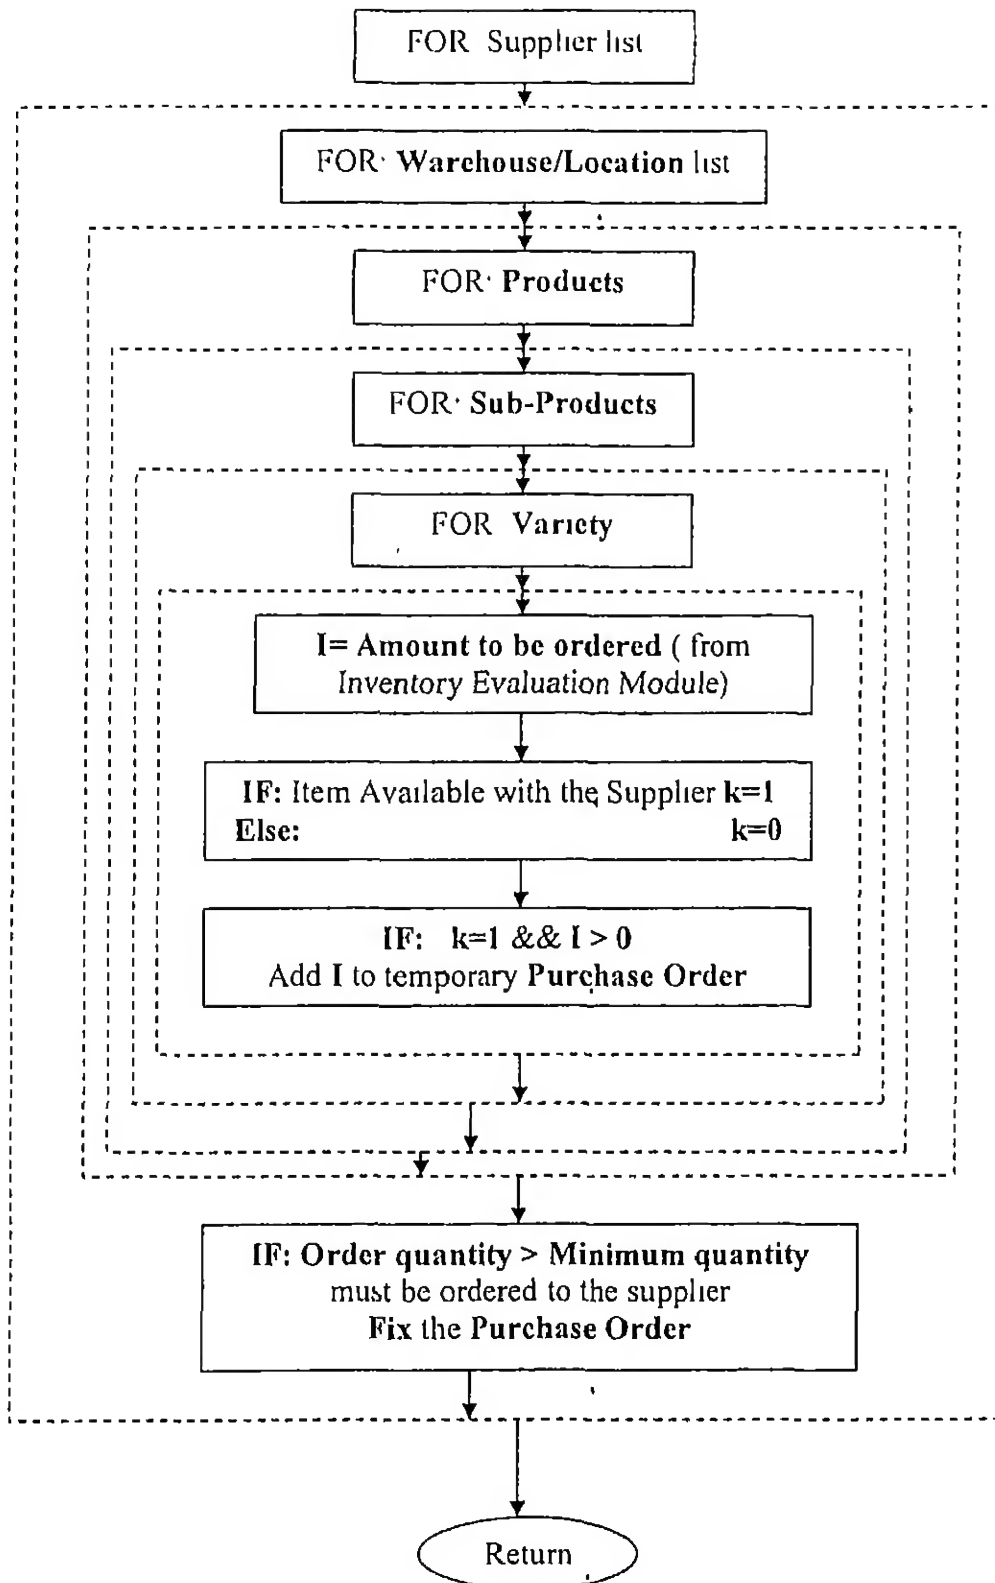 FOR Supplier list
FOR: Warehouse/Location list
FOR: Products
FOR: Sub-Products
FOR Variety
I= Amount to be ordered ( from
Inventory Evaluation Module)
IF: Item Available with the Supplier k=1
Else: k=0
IF: k=1 && I > 0
Add I to temporary Purchase Order
IF: Order quantity > Minimum quantity
must be ordered to the supplier
Fix the Purchase Order
Return